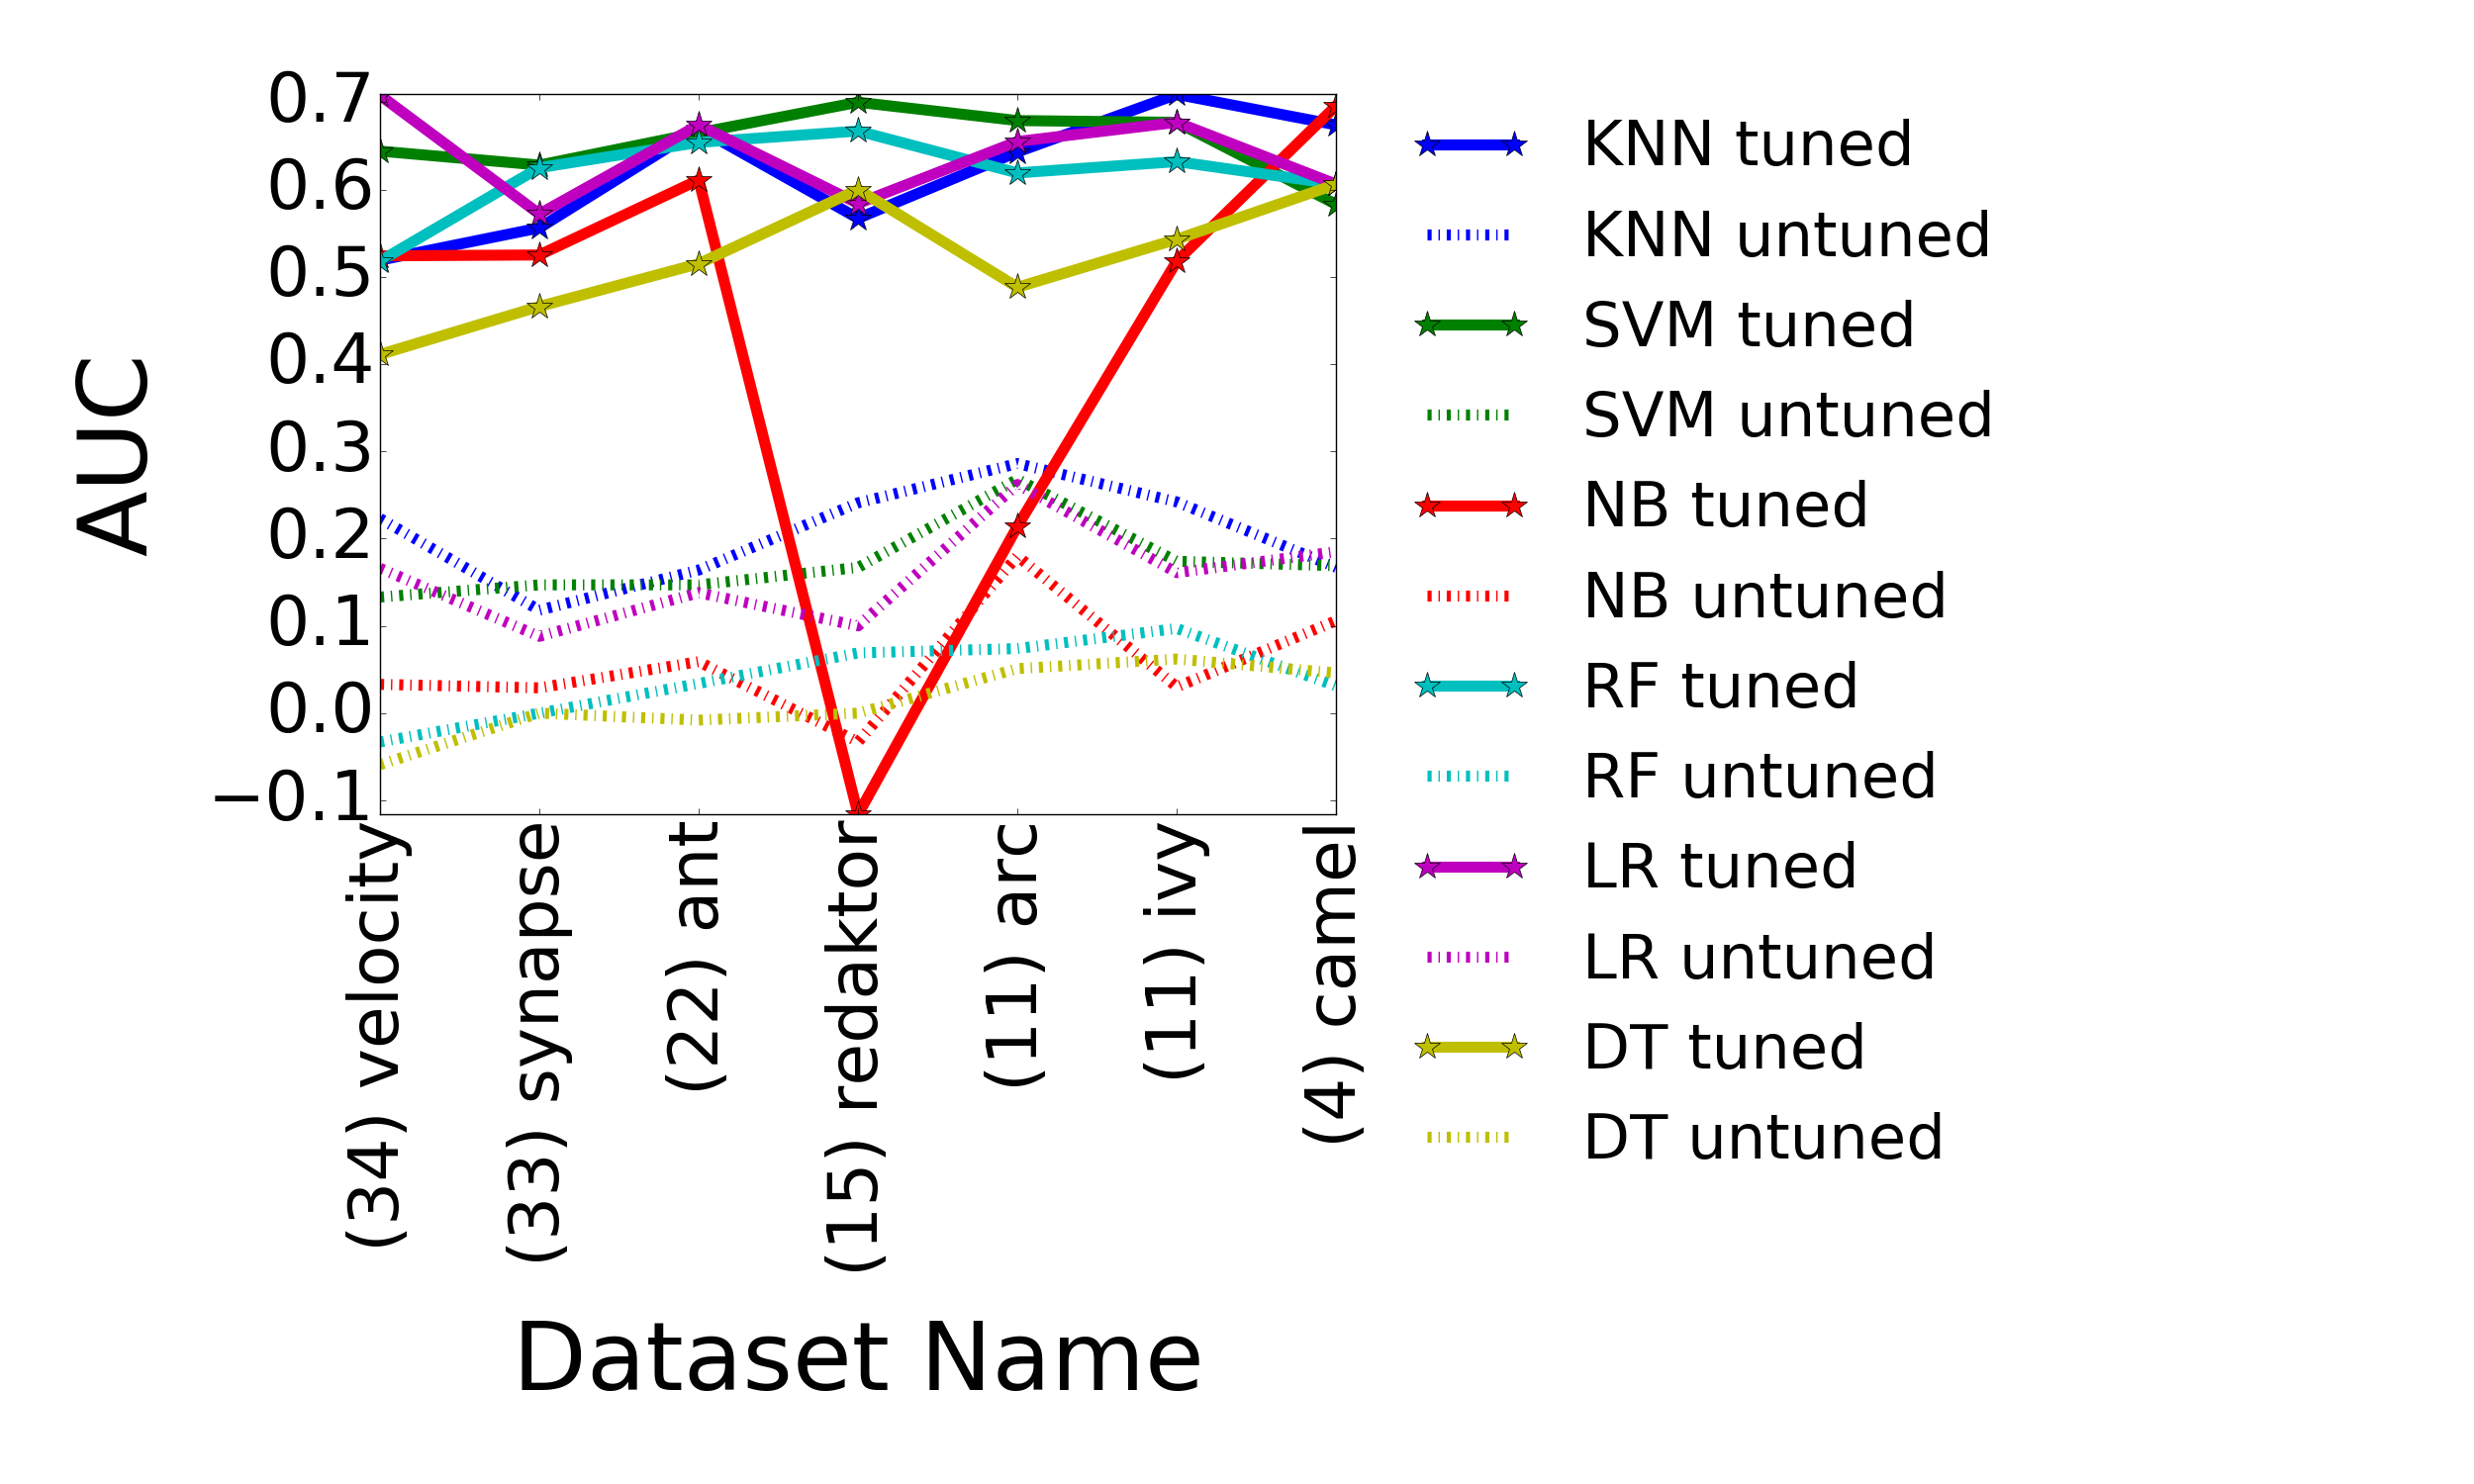 AUC
0.7
0.6
0.5
0.4
0.3
0.2
0.1
0.0
−0.1
(34) velocity
(33) synapse
(22) ant
(15) redaktor
(11) arc
(11) ivy
(4) camel
Dataset Name
KNN tuned
KNN untuned
SVM tuned
SVM untuned
NB tuned
NB untuned
RF tuned
RF untuned
LR tuned
LR untuned
DT tuned
DT untuned